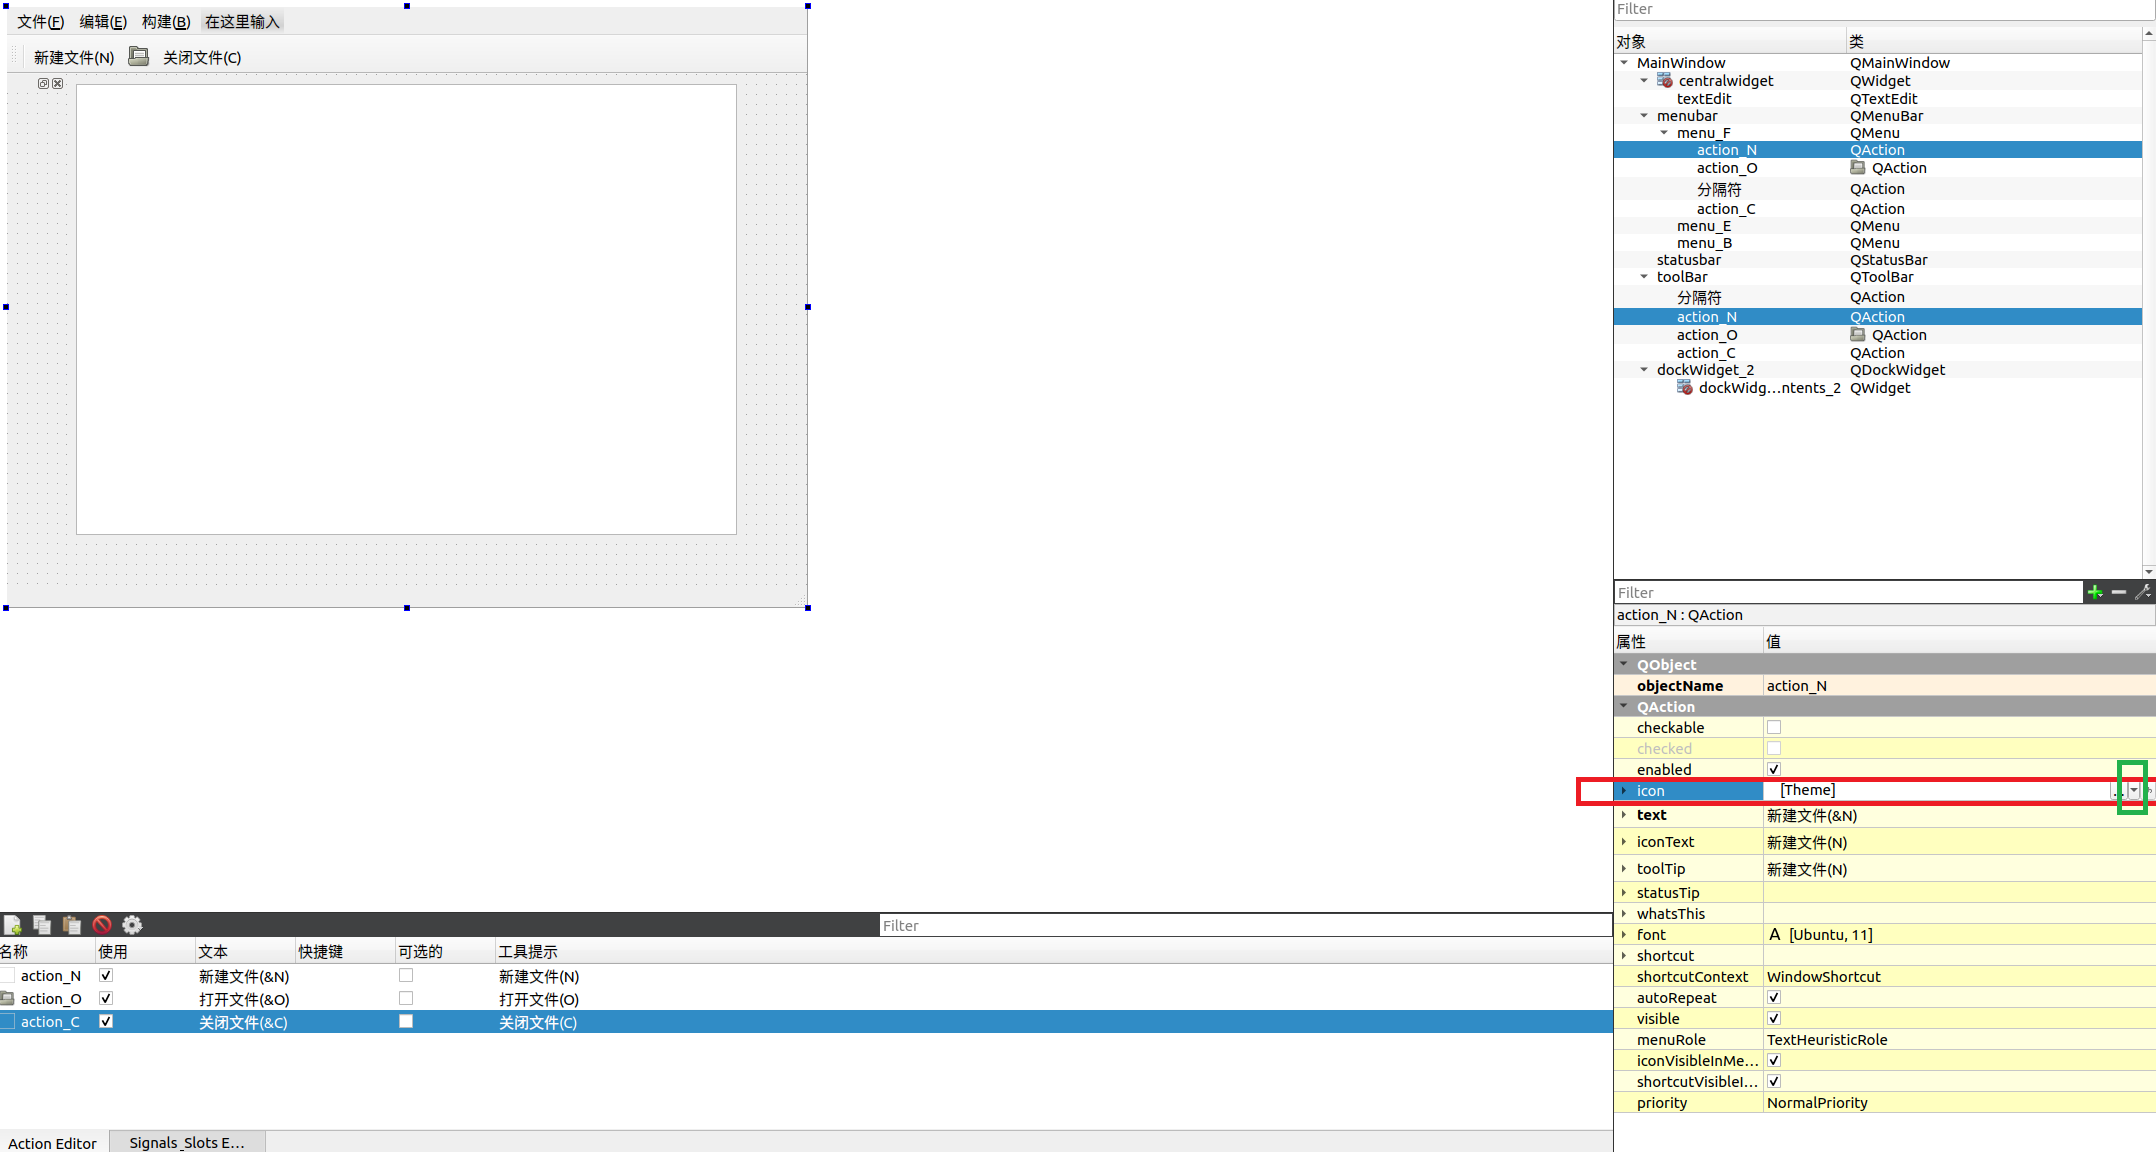 文件(F) 编辑(E) 构建(B) 在这里输入
新建文件(N) 关闭文件(C)
Filter
对象 类
MainWindow QMainWindow
centralwidget QWidget
textEdit QTextEdit
menubar QMenuBar
menu_F QMenu
action_N QAction
action_O QAction
分隔符 QAction
action_C QAction
menu_E QMenu
menu_B QMenu
statusbar QStatusBar
toolBar QToolBar
分隔符 QAction
action_N QAction
action_O QAction
action_C QAction
dockWidget_2 QDockWidget
dockWidg...ntents_2 QWidget
Filter
action_N : QAction
属性 值
QObject
objectName action_N
QAction
checkable
checked
enabled
icon [Theme]
text 新建文件(&N)
iconText 新建文件(N)
toolTip 新建文件(N)
statusTip
whatsThis
font A [Ubuntu, 11]
shortcut
shortcutContext WindowShortcut
autoRepeat
visible
menuRole TextHeuristicRole
iconVisibleInMe...
shortcutVisibleI...
priority NormalPriority
Filter
名称 使用 文本 快捷键 可选的 工具提示
action_N 新建文件(&N) 新建文件(N)
action_O 打开文件(&O) 打开文件(O)
action_C 关闭文件(&C) 关闭文件(C)
Action Editor Signals_Slots E...